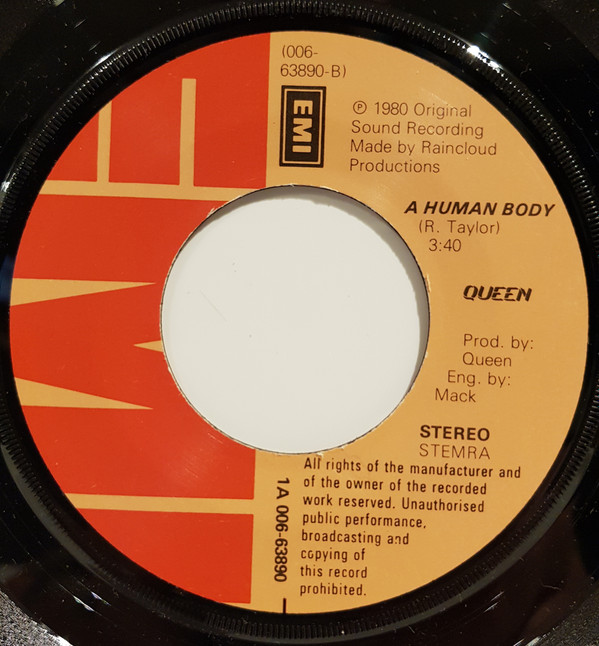 (006-
63890-B)
EMI
℗ 1980 Original
Sound Recording
Made by Raincloud
Productions
A HUMAN BODY
(R. Taylor)
3:40
QUEEN
Prod. by:
Queen
Eng. by:
Mack
STEREO
STEMRA
All rights of the manufacturer and
of the owner of the recorded
work reserved. Unauthorised
public performance,
broadcasting and
copying of
this record
prohibited.
1A 006-63890
EMI